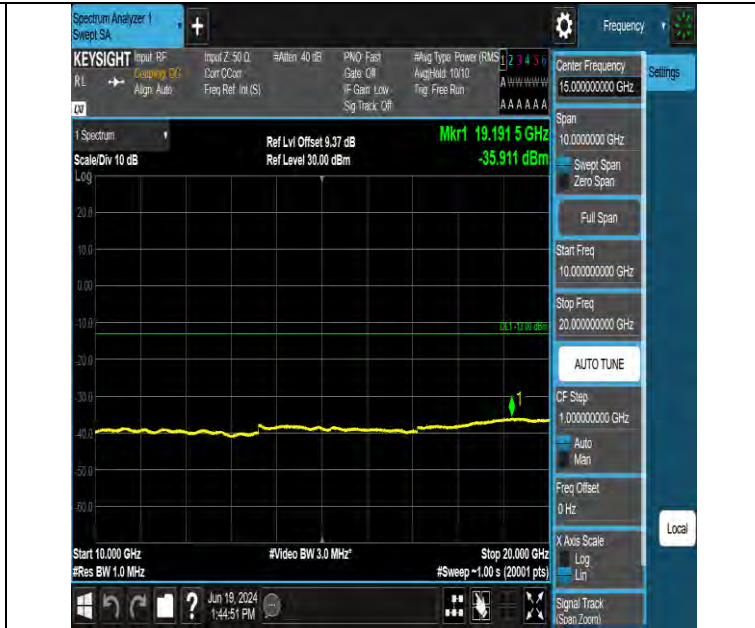 Spectrum Analyzer 1
Swept SA
+
Frequency
KEYSIGHT
RL
LXI
Input: RF
Coupling: DC
Align: Auto
Input Z: 50 Ω
Corr CCorr
Freq Ref: Int (S)
#Atten: 40 dB
PNO: Fast
Gate: Off
IF Gain: Low
Sig Track: Off
#Avg Type: Power (RMS
Avg|Hold: 10/10
Trig: Free Run
1 2 3 4 5 6
A W W W W W
A A A A A A
1 Spectrum
Scale/Div 10 dB
Log
Ref Lvl Offset 9.37 dB
Ref Level 30.00 dBm
Mkr1 19.191 5 GHz
-35.911 dBm
20.0
10.0
0.00
-10.0
DL1 -13.00 dBm
-20.0
-30.0
1
-40.0
-50.0
-60.0
Start 10.000 GHz
#Res BW 1.0 MHz
#Video BW 3.0 MHz*
Stop 20.000 GHz
#Sweep ~1.00 s (20001 pts)
Center Frequency
15.00000000 GHz
Settings
Span
10.0000000 GHz
Swept Span
Zero Span
Full Span
Start Freq
10.000000000 GHz
Stop Freq
20.000000000 GHz
AUTO TUNE
CF Step
1.000000000 GHz
Auto
Man
Freq Offset
0 Hz
X Axis Scale
Log
Lin
Local
Signal Track
(Span Zoom)
?
Jun 19, 2024
1:44:51 PM